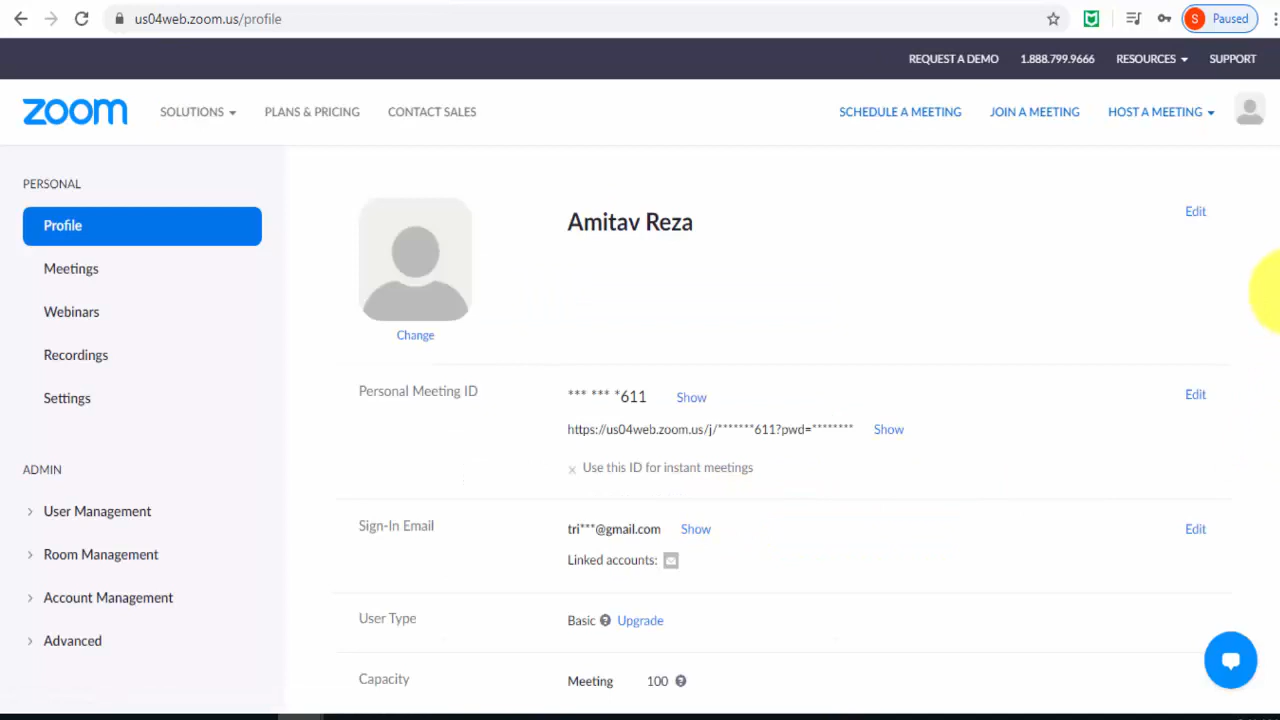 us04web.zoom.us/profile
S Paused
REQUEST A DEMO 1.888.799.9666 RESOURCES SUPPORT
zoom SOLUTIONS PLANS & PRICING CONTACT SALES SCHEDULE A MEETING JOIN A MEETING HOST A MEETING
PERSONAL
Profile
Meetings
Webinars
Recordings
Settings
ADMIN
User Management
Room Management
Account Management
Advanced
Amitav Reza Edit
Change
Personal Meeting ID *** *** *611 Show Edit
https://us04web.zoom.us/j/*******611?pwd=******** Show
× Use this ID for instant meetings
Sign-In Email tri***@gmail.com Show Edit
Linked accounts:
User Type Basic Upgrade
Capacity Meeting 100